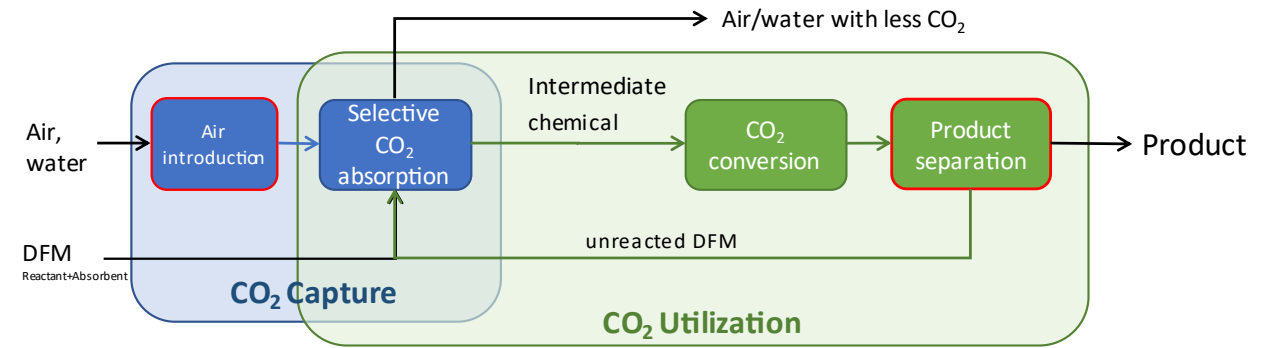 Air/water with less CO₂
Air,
water
Air
introduction
Selective
CO₂
absorption
Intermediate
chemical
CO₂
conversion
Product
separation
Product
DFM
Reactant+Absorbent
unreacted DFM
CO₂ Capture
CO₂ Utilization